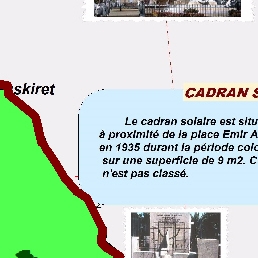 skiret
CADRAN S
Le cadran solaire est situ
à proximité de la place Emir A
en 1935 durant la période colo
sur une superficie de 9 m2. C
n'est pas classé.